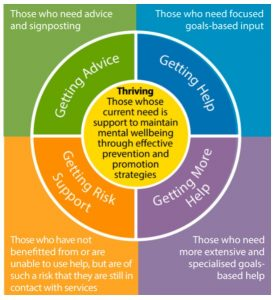 Those who need advice
and signposting
Those who need focused
goals-based input
Getting Advice
Getting Help
Thriving
Those whose
current need is
support to maintain
mental wellbeing
through effective
prevention and
promotion
strategies
Getting Risk
Support
Getting More
Help
Those who have not
benefitted from or are
unable to use help, but are of
such a risk that they are still in
contact with services
Those who need
more extensive and
specialised goals-
based help